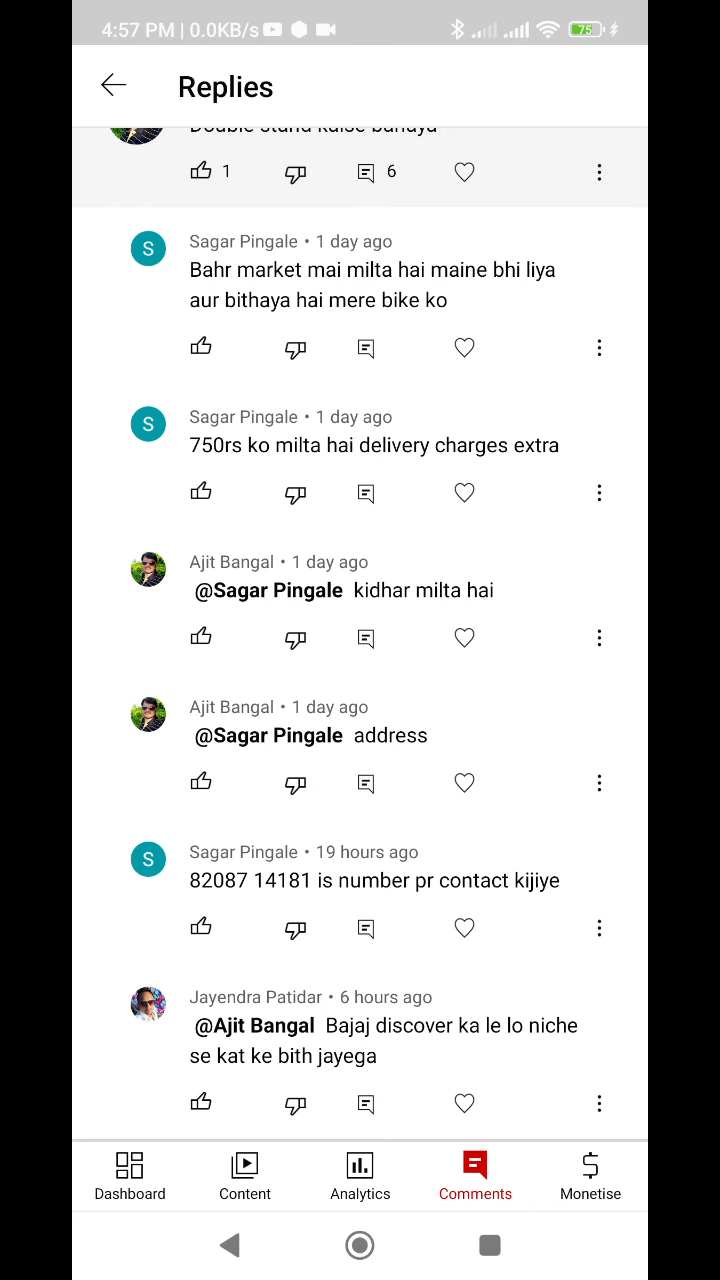 4:57 PM | 0.0KB/s
75
Replies
Double stand kaise banaya
1
6
S
Sagar Pingale • 1 day ago
Bahr market mai milta hai maine bhi liya
aur bithaya hai mere bike ko
S
Sagar Pingale • 1 day ago
750rs ko milta hai delivery charges extra
Ajit Bangal • 1 day ago
@Sagar Pingale kidhar milta hai
Ajit Bangal • 1 day ago
@Sagar Pingale address
S
Sagar Pingale • 19 hours ago
82087 14181 is number pr contact kijiye
Jayendra Patidar • 6 hours ago
@Ajit Bangal Bajaj discover ka le lo niche
se kat ke bith jayega
Dashboard
Content
Analytics
Comments
Monetise